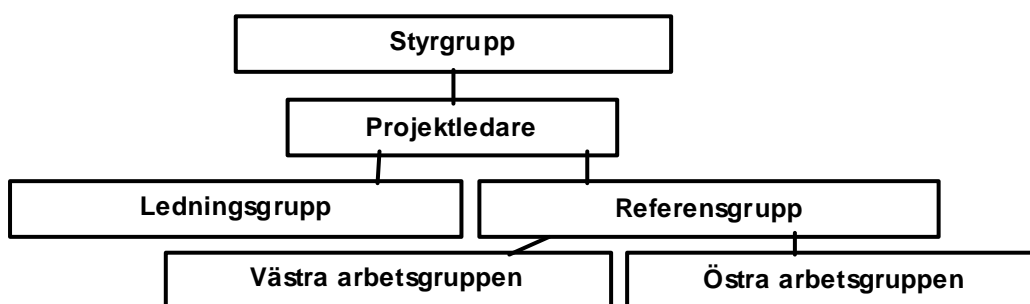 Styrgrupp
Projektledare
Ledningsgrupp
Referensgrupp
Västra arbetsgruppen
Östra arbetsgruppen